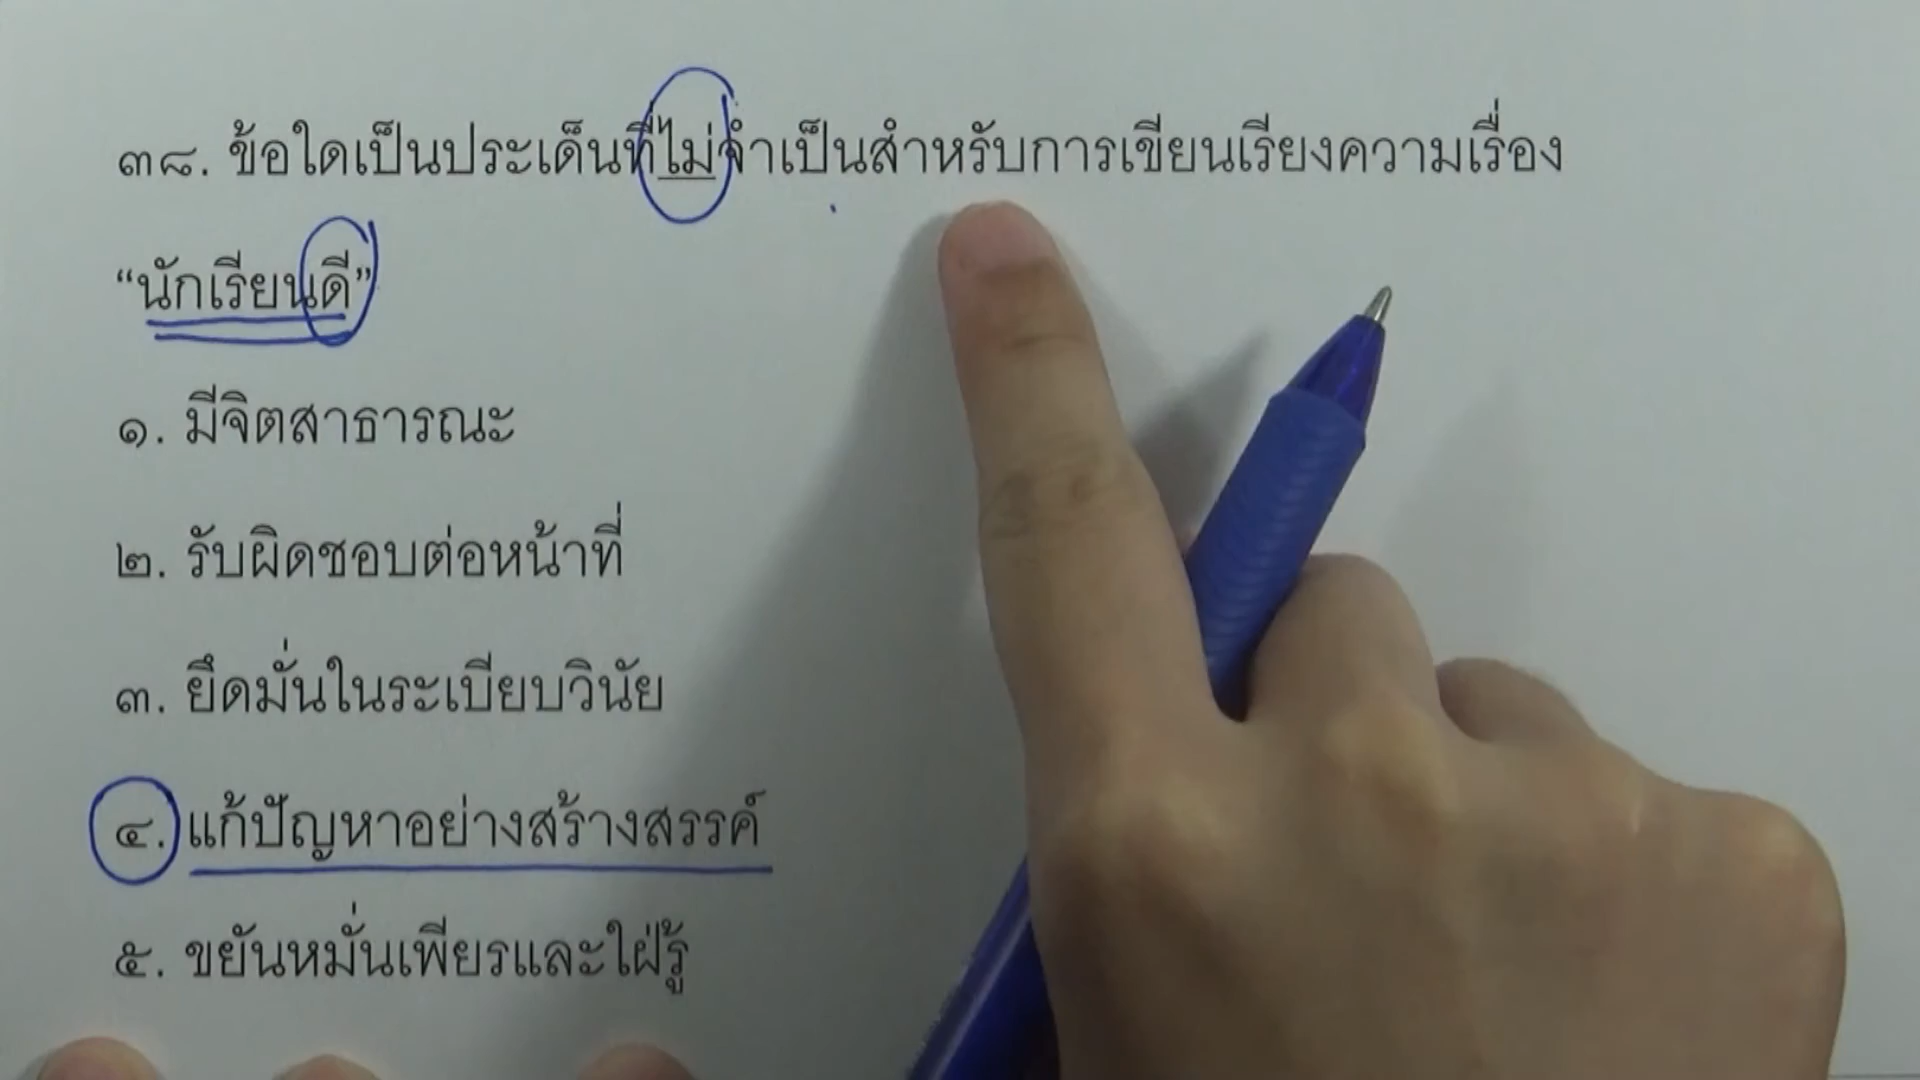 ๓๘. ข้อใดเป็นประเด็นที่ไม่จำเป็นสำหรับการเขียนเรียงความเรื่อง
“นักเรียนดี”
๑. มีจิตสาธารณะ
๒. รับผิดชอบต่อหน้าที่
๓. ยึดมั่นในระเบียบวินัย
๔. แก้ปัญหาอย่างสร้างสรรค์
๕. ขยันหมั่นเพียรและใฝ่รู้